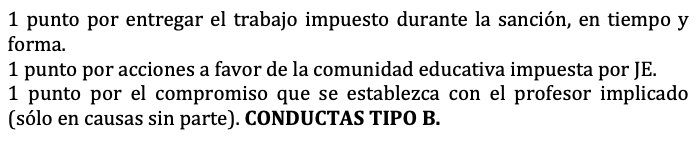 1 punto por entregar el trabajo impuesto durante la sanción, en tiempo y
forma.
1 punto por acciones a favor de la comunidad educativa impuesta por JE.
1 punto por el compromiso que se establezca con el profesor implicado
(sólo en causas sin parte). CONDUCTAS TIPO B.